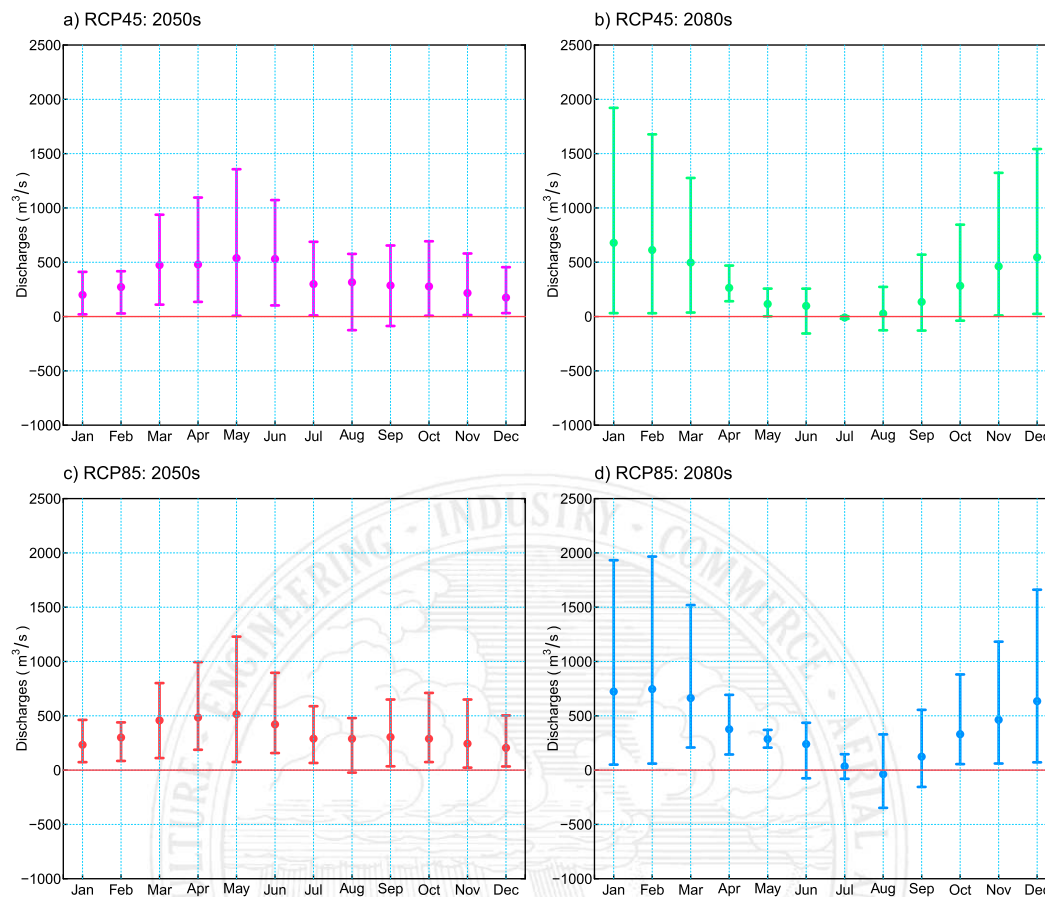 a) RCP45: 2050s
2500
2000
1500
1000
500
0
−500
−1000
Discharges ( m³/s )
Jan Feb Mar Apr May Jun Jul Aug Sep Oct Nov Dec
b) RCP45: 2080s
2500
2000
1500
1000
500
0
−500
−1000
Discharges ( m³/s )
Jan Feb Mar Apr May Jun Jul Aug Sep Oct Nov Dec
c) RCP85: 2050s
2500
2000
1500
1000
500
0
−500
−1000
Discharges ( m³/s )
Jan Feb Mar Apr May Jun Jul Aug Sep Oct Nov Dec
d) RCP85: 2080s
2500
2000
1500
1000
500
0
−500
−1000
Discharges ( m³/s )
Jan Feb Mar Apr May Jun Jul Aug Sep Oct Nov Dec
ENGINEERING · INDUSTRY · COMMERCE ·